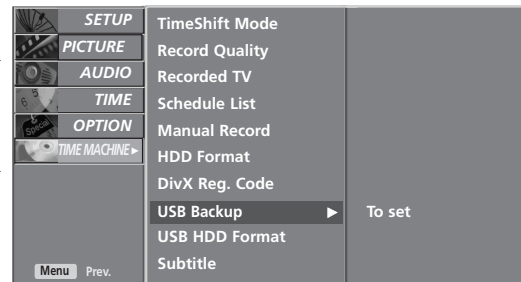 SETUP
PICTURE
AUDIO
TIME
OPTION
Special
TIME MACHINE ▶
Menu Prev.
TimeShift Mode
Record Quality
Recorded TV
Schedule List
Manual Record
HDD Format
DivX Reg. Code
USB Backup ▶
USB HDD Format
Subtitle
To set